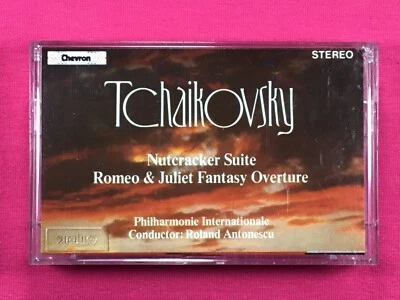 Chevron
STEREO
Tchaikovsky
Nutcracker Suite
Romeo & Juliet Fantasy Overture
Philharmonie Internationale
Conductor: Roland Antonescu